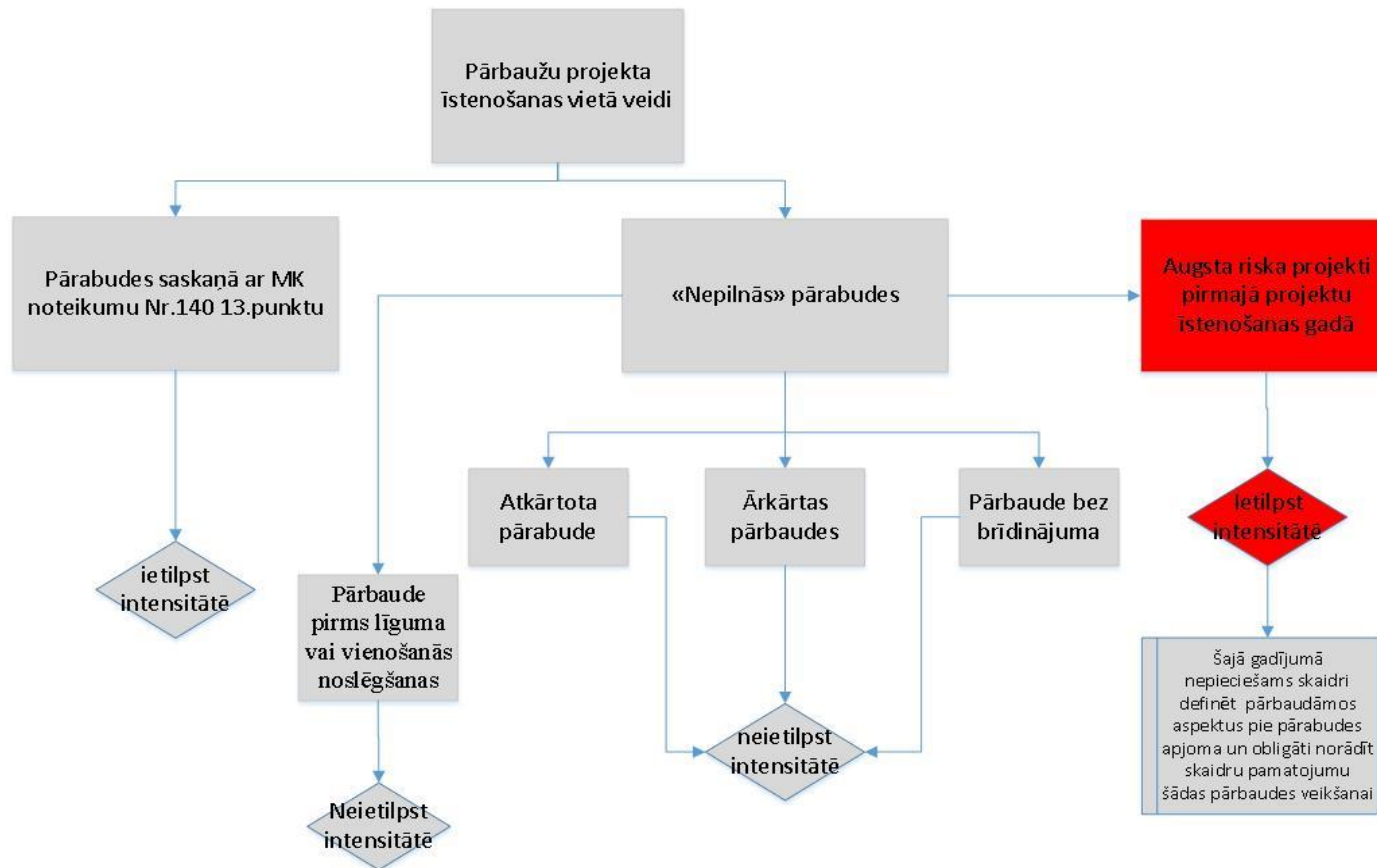 Pārbaužu projekta
īstenošanas vietā veidi
Pārabudes saskaņā ar MK
noteikumu Nr.140 13.punktu
«Nepilnās» pārabudes
Augsta riska projekti
pirmajā projektu
īstenošanas gadā
Atkārtota
pārabude
Ārkārtas
pārbaudes
Pārbaude bez
brīdinājuma
Ietilpst
intensitātē
ietilpst
intensitātē
Pārbaude
pirms līguma
vai vienošanās
noslēgšanas
neietilpst
intensitātē
Šajā gadījumā
nepieciešams skaidri
definēt pārbaudāmos
aspektus pie pārabudes
apjoma un obligāti norādīt
skaidru pamatojumu
šādas pārbaudes veikšanai
Neietilpst
intensitātē